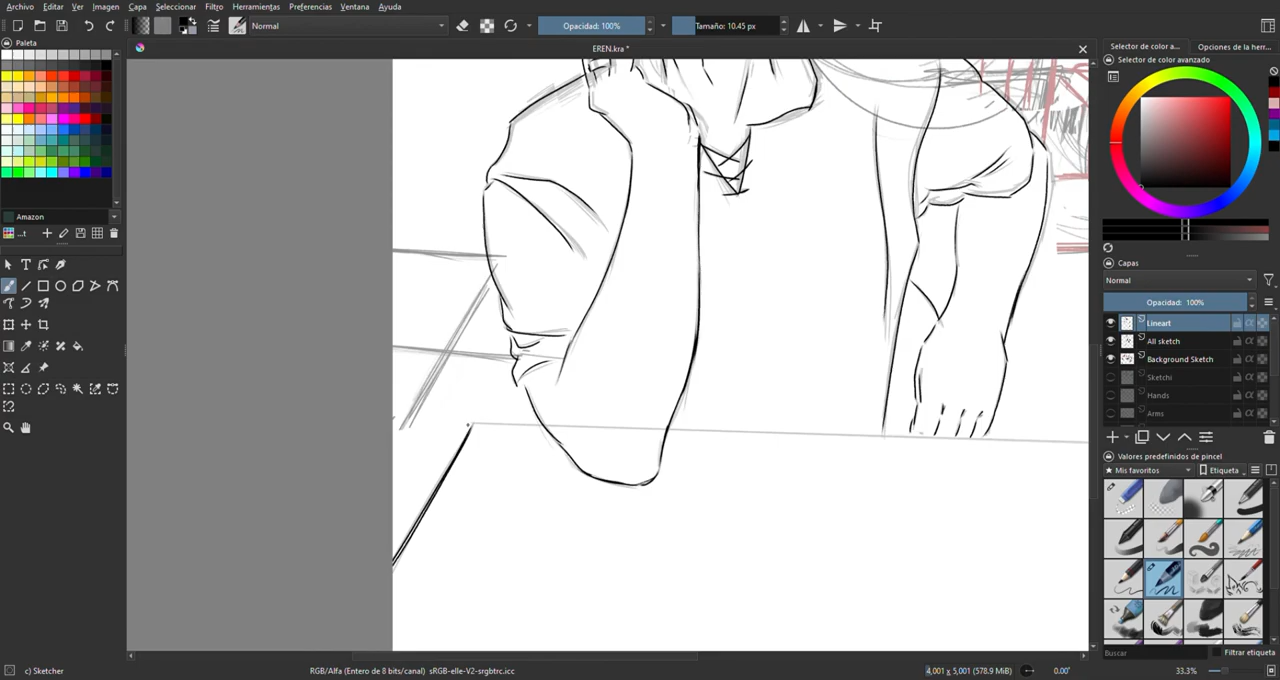 Archivo Editar Ver Imagen Capa Seleccionar Filtro Herramientas Preferencias Ventana Ayuda
Normal Opacidad: 100% Tamaño: 10.45 px
Paleta
EREN.kra *
Selector de color a... Opciones de la herr...
Selector de color avanzado
Amazon
...t
Capas
Normal
Opacidad: 100%
Lineart
All sketch
Background Sketch
Sketchi
Hands
Arms
Valores predefinidos de pincel
Mis favoritos Etiqueta
Buscar Filtrar etiqueta
c) Sketcher RGB/Alfa (Entero de 8 bits/canal) sRGB-elle-V2-srgbtrc.icc 4,001 x 5,001 (578.9 MiB) 0.00° 33.3%